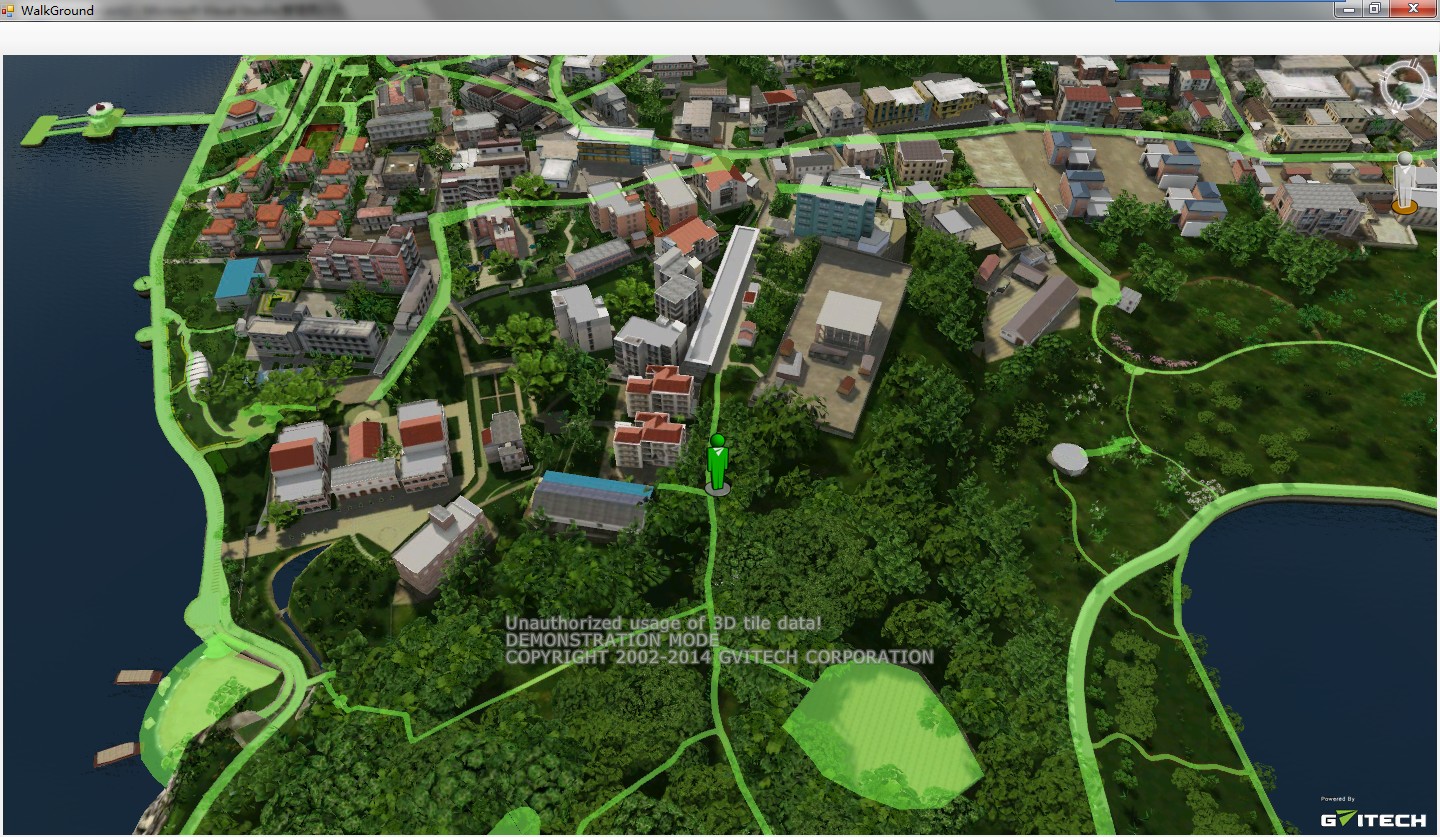 WalkGround
Unauthorized usage of 3D tile data!
DEMONSTRATION MODE
COPYRIGHT 2002-2014 GVITECH CORPORATION
Powered By
GVITECH